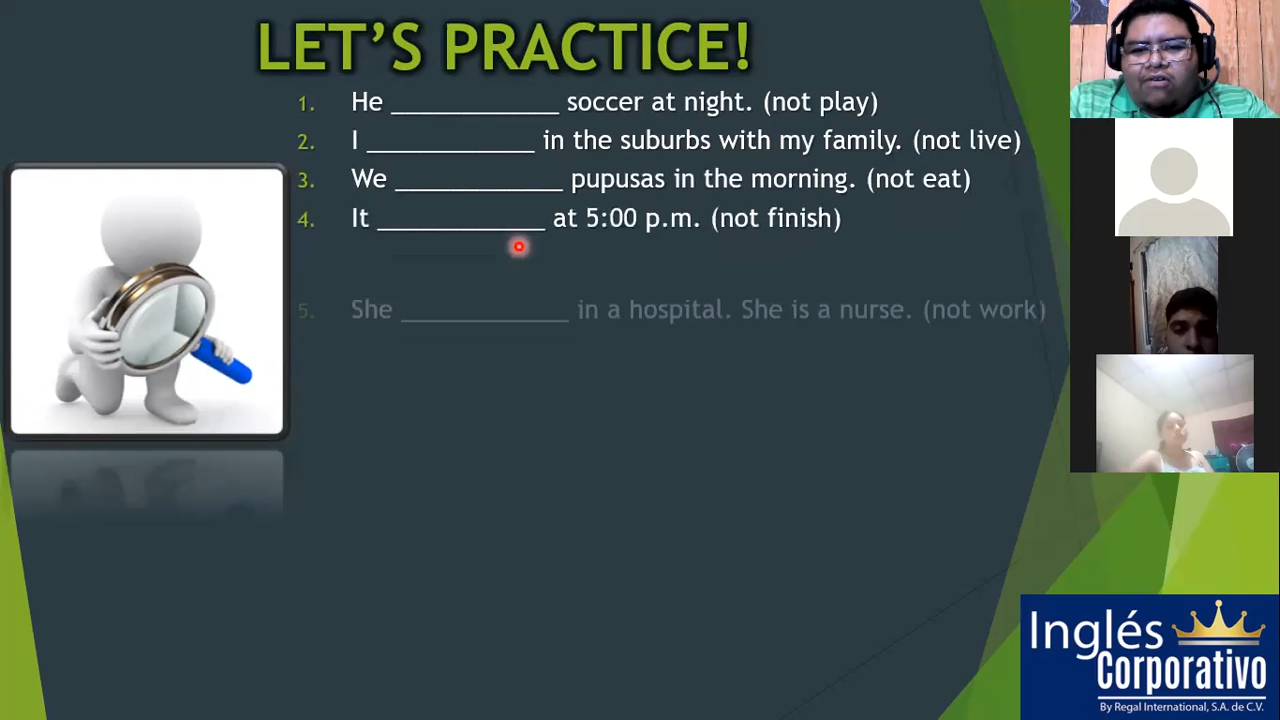 LET'S PRACTICE!
1. He ____________ soccer at night. (not play)
2. I ____________ in the suburbs with my family. (not live)
3. We ____________ pupusas in the morning. (not eat)
4. It ____________ at 5:00 p.m. (not finish)
5. She ____________ in a hospital. She is a nurse. (not work)
Inglés
Corporativo
By Regal International, S.A. de C.V.